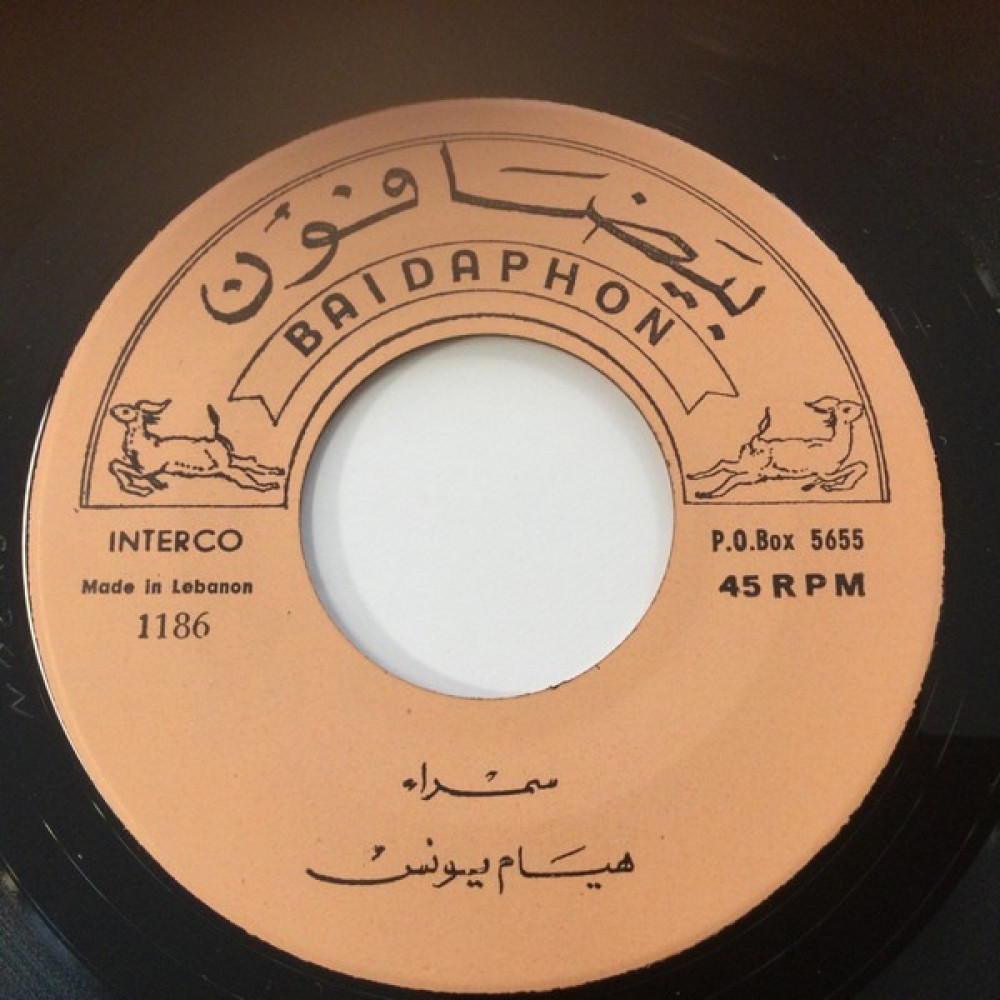 بيضافون
BAIDAPHON
INTERCO
Made in Lebanon
1186
P.O.Box 5655
45 RPM
سمراء
هيام يونس